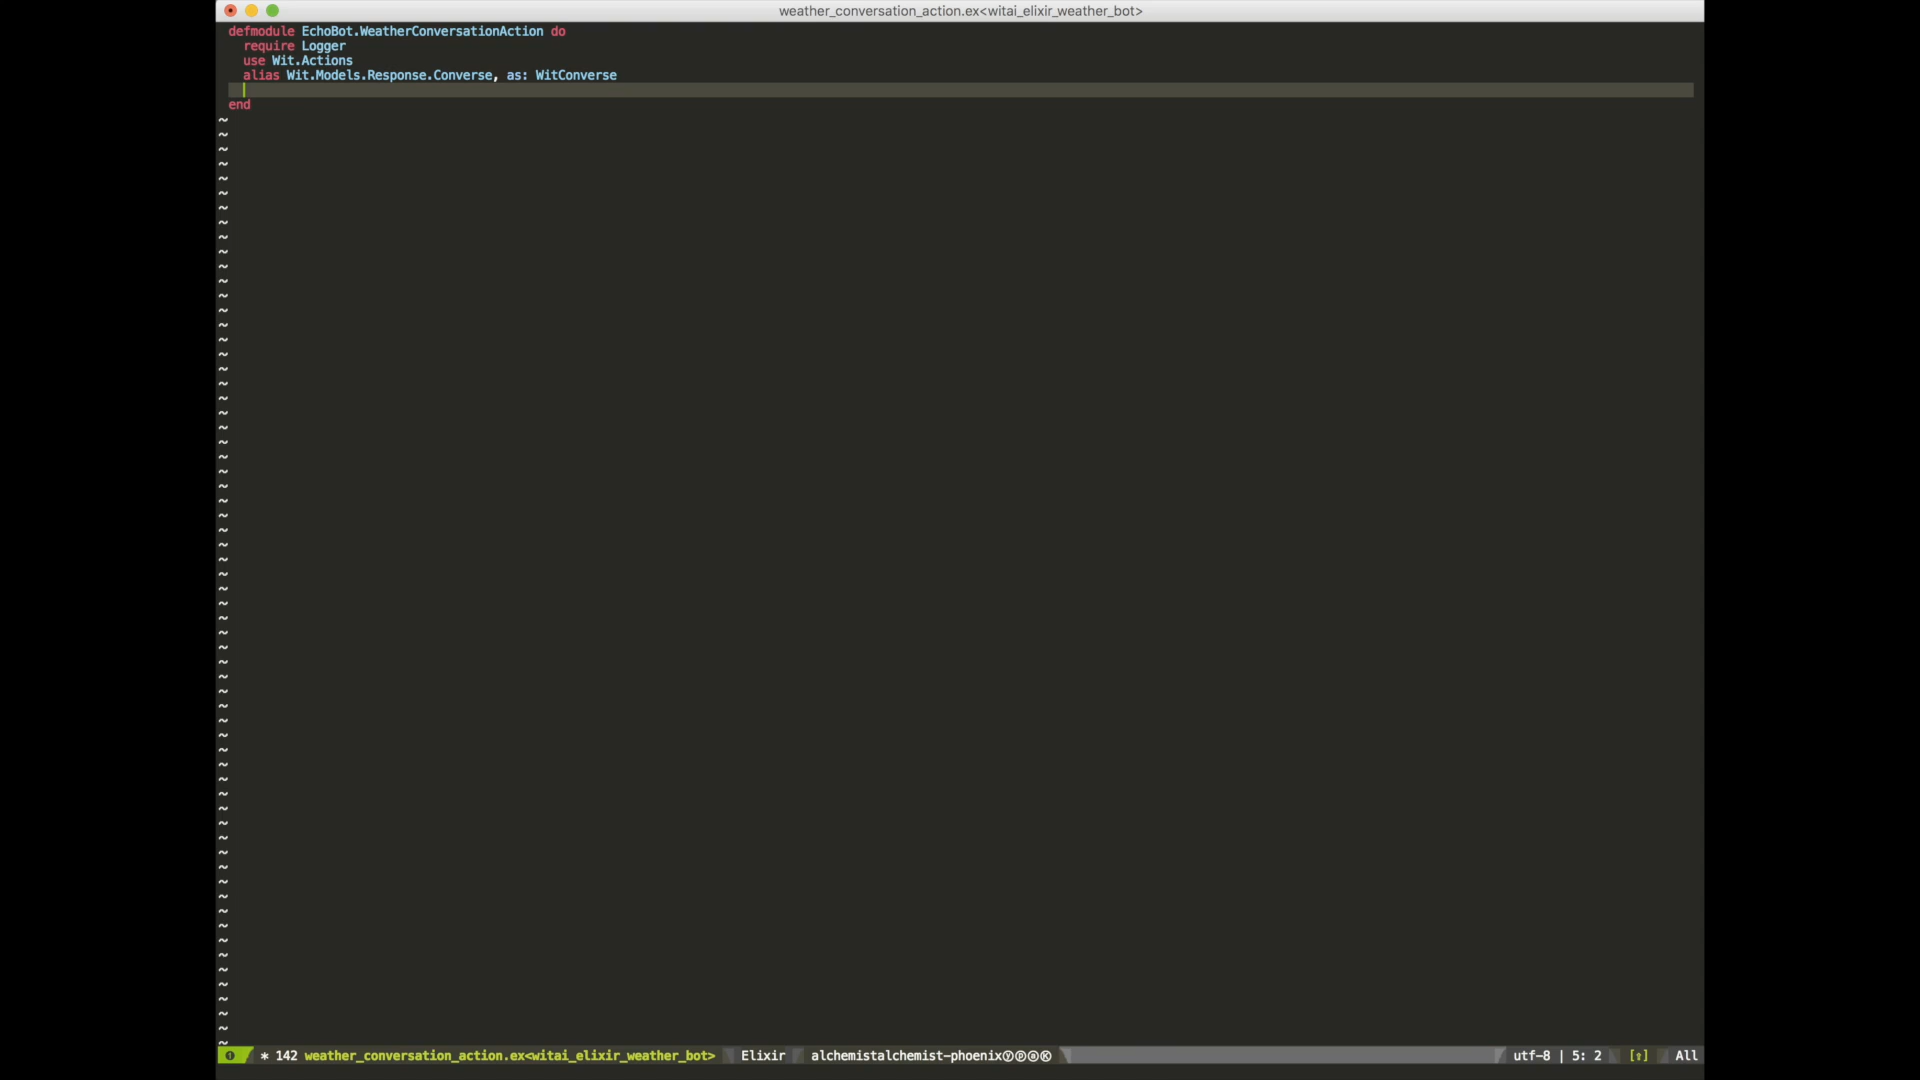 weather_conversation_action.ex<witai_elixir_weather_bot>
defmodule EchoBot.WeatherConversationAction do
  require Logger
  use Wit.Actions
  alias Wit.Models.Response.Converse, as: WitConverse
end
* 142 weather_conversation_action.ex<witai_elixir_weather_bot> Elixir alchemistalchemist-phoenixⓨⓟⓐⓀ utf-8 | 5: 2 [⇪] All